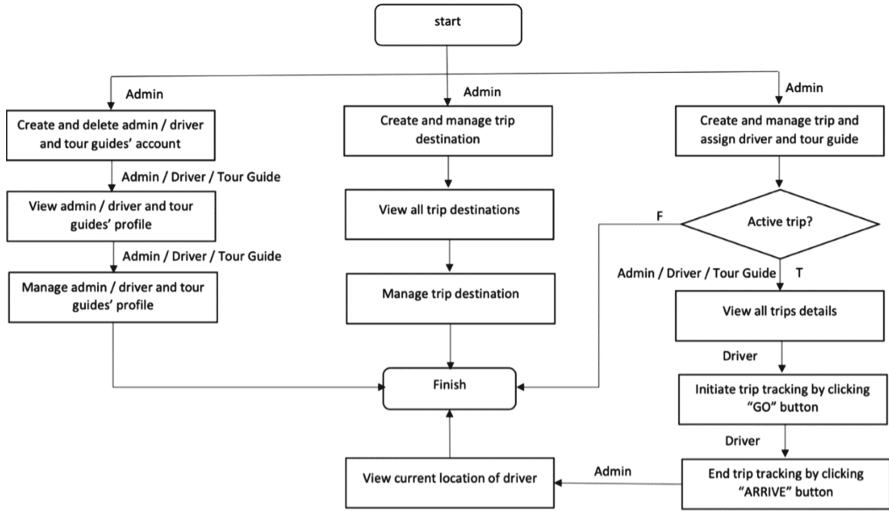 start
Admin
Admin
Admin
Create and delete admin / driver
and tour guides' account
Create and manage trip
destination
Create and manage trip and
assign driver and tour guide
Admin / Driver / Tour Guide
View admin / driver and tour
guides' profile
View all trip destinations
F
Active trip?
Admin / Driver / Tour Guide
Admin / Driver / Tour Guide
T
Manage admin / driver and tour
guides' profile
Manage trip destination
View all trips details
Driver
Finish
Initiate trip tracking by clicking
"GO" button
Driver
View current location of driver
Admin
End trip tracking by clicking
"ARRIVE" button